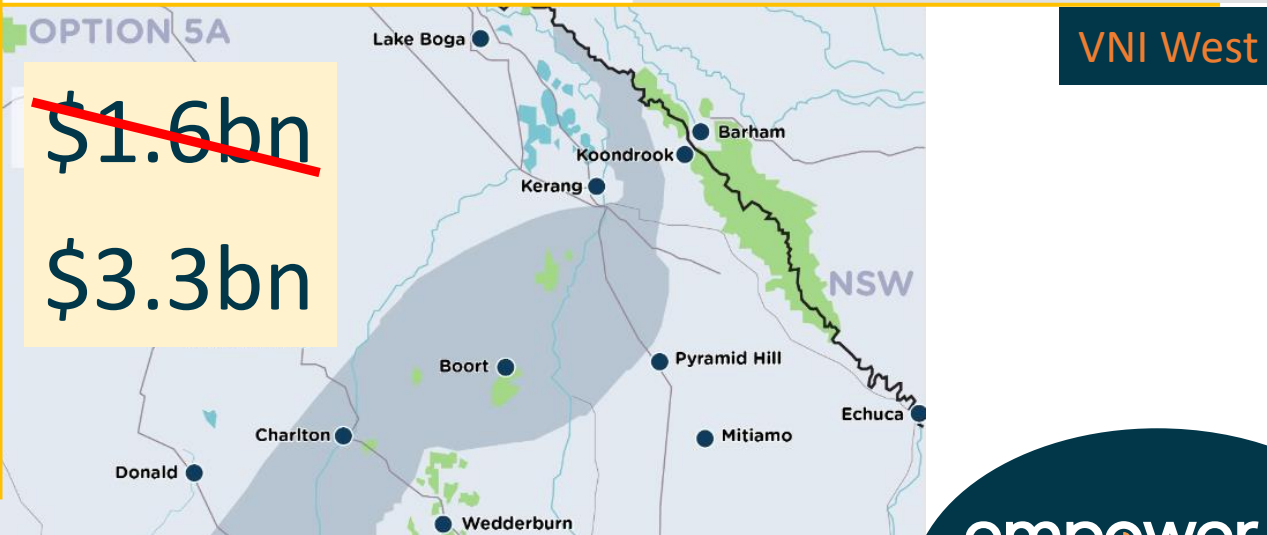 OPTION 5A
VNI West
Lake Boga
$1.6bn
Barham
Koondrook
Kerang
$3.3bn
NSW
Boort
Pyramid Hill
Echuca
Charlton
Mitiamo
Donald
Wedderburn
empower